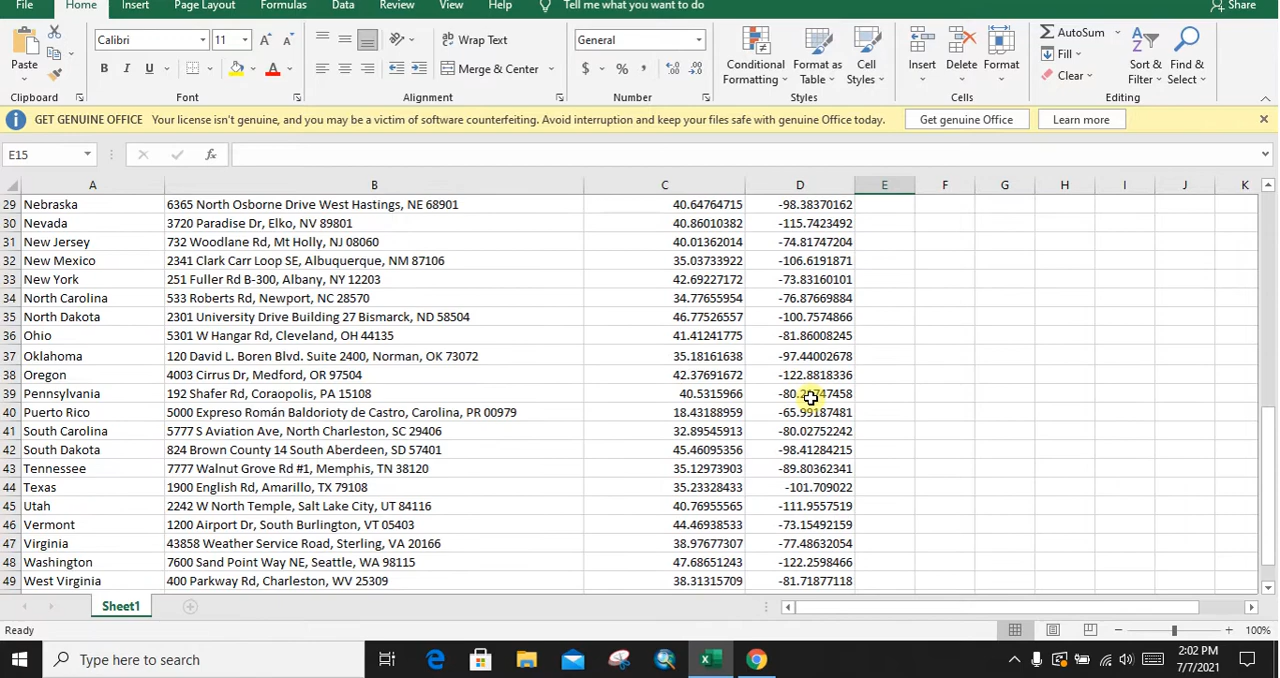 File Home Insert Page Layout Formulas Data Review View Help Tell me what you want to do Share
Calibri 11 Wrap Text General AutoSum
Paste B I U Merge & Center $ % Conditional Formatting Format as Table Cell Styles Insert Delete Format Fill Clear Sort & Filter Find & Select
Clipboard Font Alignment Number Styles Cells Editing
GET GENUINE OFFICE Your license isn't genuine, and you may be a victim of software counterfeiting. Avoid interruption and keep your files safe with genuine Office today. Get genuine Office Learn more
E15 fx
A B C D E F G H I J K
29 Nebraska 6365 North Osborne Drive West Hastings, NE 68901 40.64764715 -98.38370162
30 Nevada 3720 Paradise Dr, Elko, NV 89801 40.86010382 -115.7423492
31 New Jersey 732 Woodlane Rd, Mt Holly, NJ 08060 40.01362014 -74.81747204
32 New Mexico 2341 Clark Carr Loop SE, Albuquerque, NM 87106 35.03733922 -106.6191871
33 New York 251 Fuller Rd B-300, Albany, NY 12203 42.69227172 -73.83160101
34 North Carolina 533 Roberts Rd, Newport, NC 28570 34.77655954 -76.87669884
35 North Dakota 2301 University Drive Building 27 Bismarck, ND 58504 46.77526557 -100.7574866
36 Ohio 5301 W Hangar Rd, Cleveland, OH 44135 41.41241775 -81.86008245
37 Oklahoma 120 David L. Boren Blvd. Suite 2400, Norman, OK 73072 35.18161638 -97.44002678
38 Oregon 4003 Cirrus Dr, Medford, OR 97504 42.37691672 -122.8818336
39 Pennsylvania 192 Shafer Rd, Coraopolis, PA 15108 40.5315966
40 Puerto Rico 5000 Expreso Román Baldorioty de Castro, Carolina, PR 00979 18.43188959 -65.99187481
41 South Carolina 5777 S Aviation Ave, North Charleston, SC 29406 32.89545913 -80.02752242
42 South Dakota 824 Brown County 14 South Aberdeen, SD 57401 45.46095356 -98.41284215
43 Tennessee 7777 Walnut Grove Rd #1, Memphis, TN 38120 35.12973903 -89.80362341
44 Texas 1900 English Rd, Amarillo, TX 79108 35.23328433 -101.709022
45 Utah 2242 W North Temple, Salt Lake City, UT 84116 40.76955565 -111.9557519
46 Vermont 1200 Airport Dr, South Burlington, VT 05403 44.46938533 -73.15492159
47 Virginia 43858 Weather Service Road, Sterling, VA 20166 38.97677307 -77.48632054
48 Washington 7600 Sand Point Way NE, Seattle, WA 98115 47.68651243 -122.2598466
49 West Virginia 400 Parkway Rd, Charleston, WV 25309 38.31315709 -81.71877118
Sheet1
Ready 100%
Type here to search 2:02 PM
7/7/2021